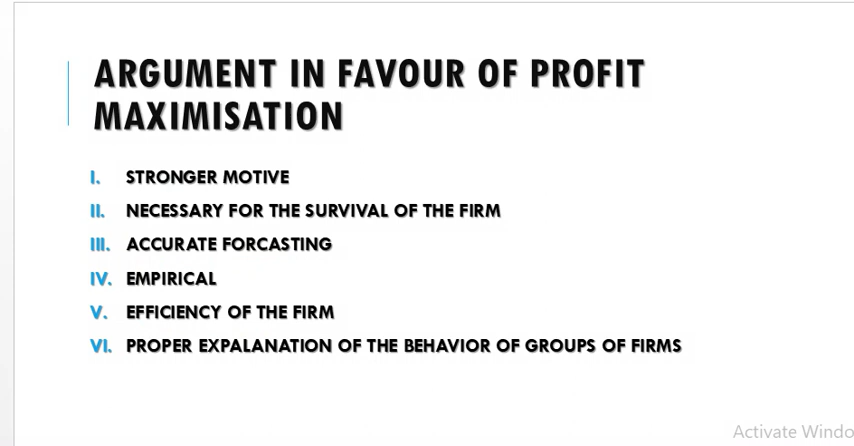 ARGUMENT IN FAVOUR OF PROFIT
MAXIMISATION
I. STRONGER MOTIVE
II. NECESSARY FOR THE SURVIVAL OF THE FIRM
III. ACCURATE FORCASTING
IV. EMPIRICAL
V. EFFICIENCY OF THE FIRM
VI. PROPER EXPALANATION OF THE BEHAVIOR OF GROUPS OF FIRMS
Activate Windo